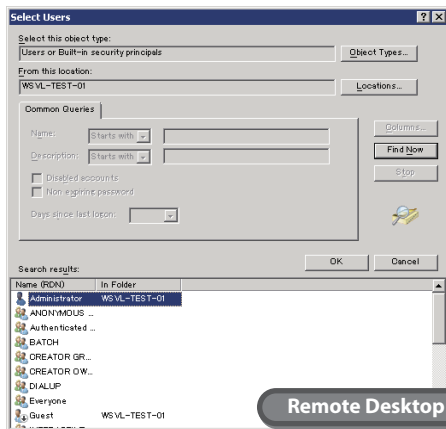 Select Users
Select this object type:
Users or Built-in security principals
Object Types...
From this location:
WSVL-TEST-01
Locations...
Common Queries
Name: Starts with
Description: Starts with
Disabled accounts
Non expiring password
Days since last logon:
Columns...
Find Now
Stop
OK Cancel
Search results:
Name (RDN) In Folder
Administrator WSVL-TEST-01
ANONYMOUS ...
Authenticated ...
BATCH
CREATOR GR...
CREATOR OW...
DIALUP
Everyone
Guest WSVL-TEST-01
Remote Desktop